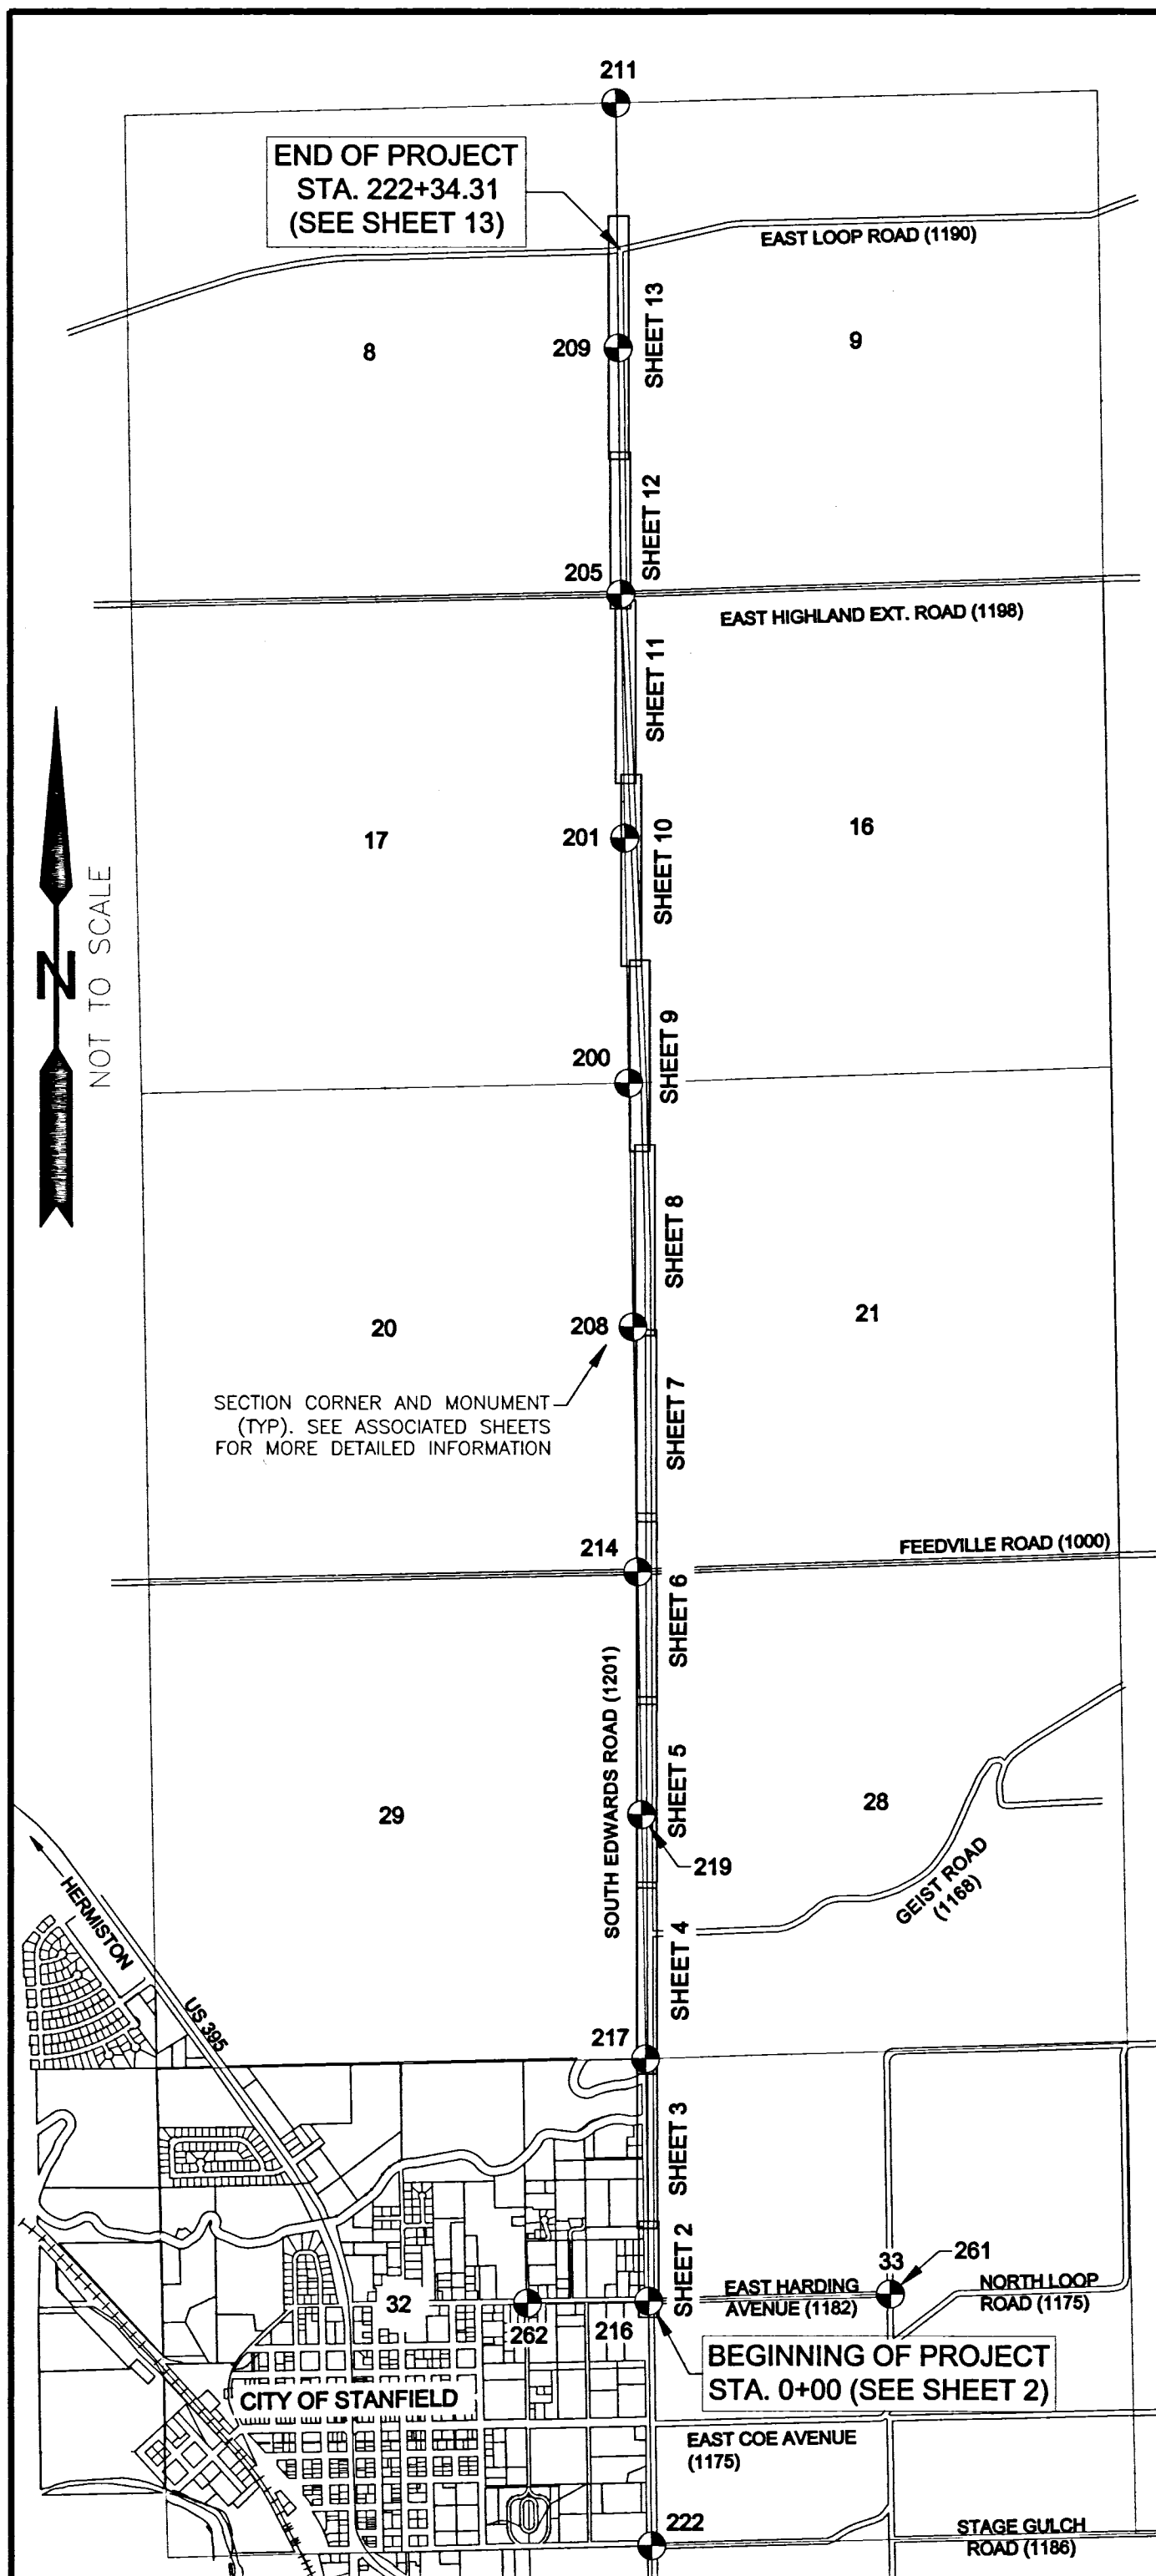 211
END OF PROJECT
STA. 222+34.31
(SEE SHEET 13)
EAST LOOP ROAD (1190)
SHEET 13
8
209
9
SHEET 12
205
EAST HIGHLAND EXT. ROAD (1198)
SHEET 11
17
201
SHEET 10
16
N
NOT TO SCALE
SHEET 9
200
SHEET 8
20
208
21
SECTION CORNER AND MONUMENT
(TYP). SEE ASSOCIATED SHEETS
FOR MORE DETAILED INFORMATION
SHEET 7
214
FEEDVILLE ROAD (1000)
SHEET 6
SOUTH EDWARDS ROAD (1201)
SHEET 5
29
28
219
GEIST ROAD
(1168)
HERMISTON
US 395
SHEET 4
217
SHEET 3
SHEET 2
33
261
EAST HARDING
AVENUE (1182)
NORTH LOOP
ROAD (1175)
32
262
216
BEGINNING OF PROJECT
STA. 0+00 (SEE SHEET 2)
CITY OF STANFIELD
EAST COE AVENUE
(1175)
222
STAGE GULCH
ROAD (1186)